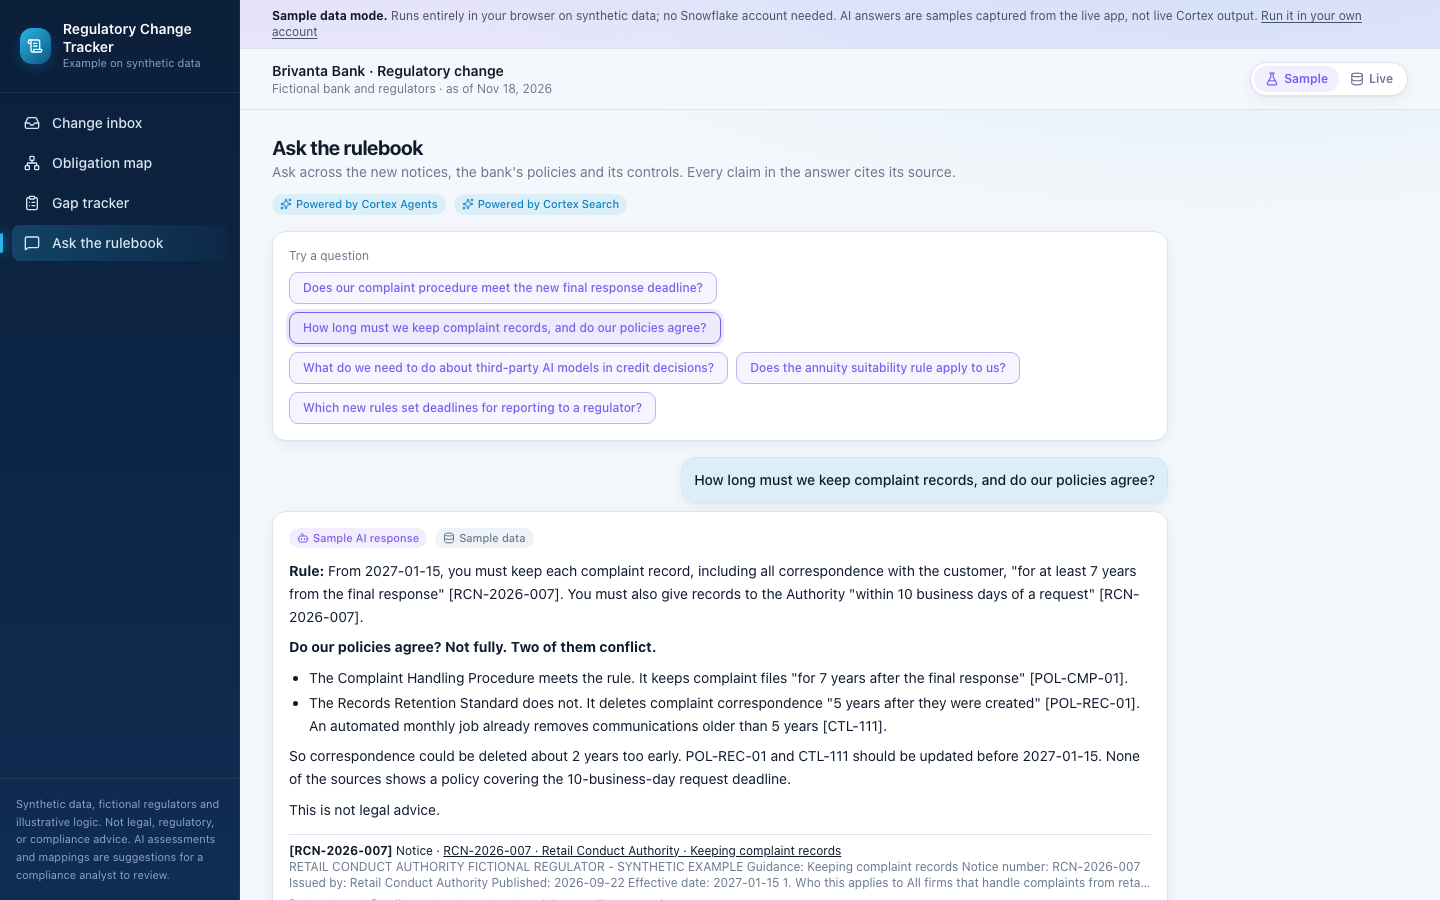 Regulatory Change
Tracker
Example on synthetic data
Change inbox
Obligation map
Gap tracker
Ask the rulebook
Synthetic data, fictional regulators and
illustrative logic. Not legal, regulatory,
or compliance advice. AI assessments
and mappings are suggestions for a
compliance analyst to review.
Sample data mode. Runs entirely in your browser on synthetic data; no Snowflake account needed. AI answers are samples captured from the live app, not live Cortex output. Run it in your own
account
Brivanta Bank · Regulatory change
Fictional bank and regulators · as of Nov 18, 2026
Sample
Live
Ask the rulebook
Ask across the new notices, the bank's policies and its controls. Every claim in the answer cites its source.
Powered by Cortex Agents
Powered by Cortex Search
Try a question
Does our complaint procedure meet the new final response deadline?
How long must we keep complaint records, and do our policies agree?
What do we need to do about third-party AI models in credit decisions?
Does the annuity suitability rule apply to us?
Which new rules set deadlines for reporting to a regulator?
How long must we keep complaint records, and do our policies agree?
Sample AI response
Sample data
Rule: From 2027-01-15, you must keep each complaint record, including all correspondence with the customer, "for at least 7 years
from the final response" [RCN-2026-007]. You must also give records to the Authority "within 10 business days of a request" [RCN-
2026-007].
Do our policies agree? Not fully. Two of them conflict.
• The Complaint Handling Procedure meets the rule. It keeps complaint files "for 7 years after the final response" [POL-CMP-01].
• The Records Retention Standard does not. It deletes complaint correspondence "5 years after they were created" [POL-REC-01].
An automated monthly job already removes communications older than 5 years [CTL-111].
So correspondence could be deleted about 2 years too early. POL-REC-01 and CTL-111 should be updated before 2027-01-15. None
of the sources shows a policy covering the 10-business-day request deadline.
This is not legal advice.
[RCN-2026-007] Notice · RCN-2026-007 · Retail Conduct Authority · Keeping complaint records
RETAIL CONDUCT AUTHORITY FICTIONAL REGULATOR - SYNTHETIC EXAMPLE Guidance: Keeping complaint records Notice number: RCN-2026-007
Issued by: Retail Conduct Authority Published: 2026-09-22 Effective date: 2027-01-15 1. Who this applies to All firms that handle complaints from reta...